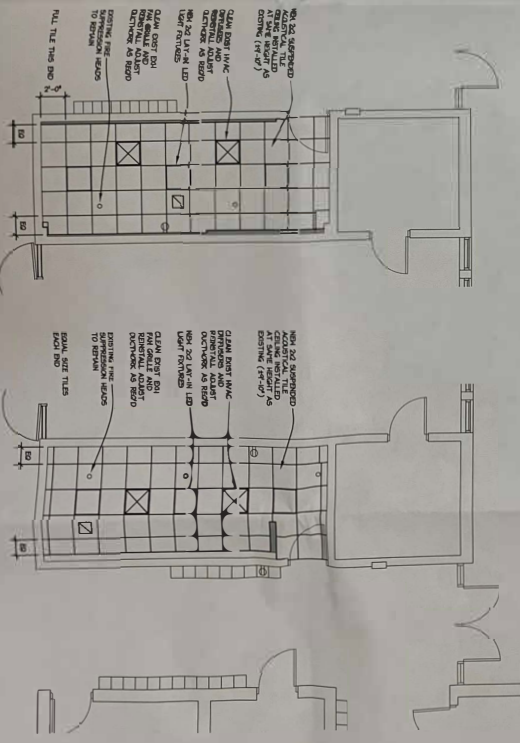 NEW 2x2 SUSPENDED
ACOUSTICAL TILE
CEILING INSTALLED
AT SAME HEIGHT AS
EXISTING (±9'-10")
CLEAN EXIST HVAC
DIFFUSERS AND
REINSTALL ADJUST
DUCTWORK AS REQ'D
NEW 2x2 LAY-IN LED
LIGHT FIXTURES
CLEAN EXIST EXH
FAN GRILLE AND
REINSTALL ADJUST
DUCTWORK AS REQ'D
EXISTING FIRE
SUPPRESSION HEADS
TO REMAIN
FULL TILE THIS END
EQ
EQ
NEW 2x2 SUSPENDED
ACOUSTICAL TILE
CEILING INSTALLED
AT SAME HEIGHT AS
EXISTING (±9'-10")
CLEAN EXIST HVAC
DIFFUSERS AND
REINSTALL ADJUST
DUCTWORK AS REQ'D
NEW 2x2 LAY-IN LED
LIGHT FIXTURES
CLEAN EXIST EXH
FAN GRILLE AND
REINSTALL ADJUST
DUCTWORK AS REQ'D
EXISTING FIRE
SUPPRESSION HEADS
TO REMAIN
EQUAL SIZE TILES
EACH END
EQ
EQ